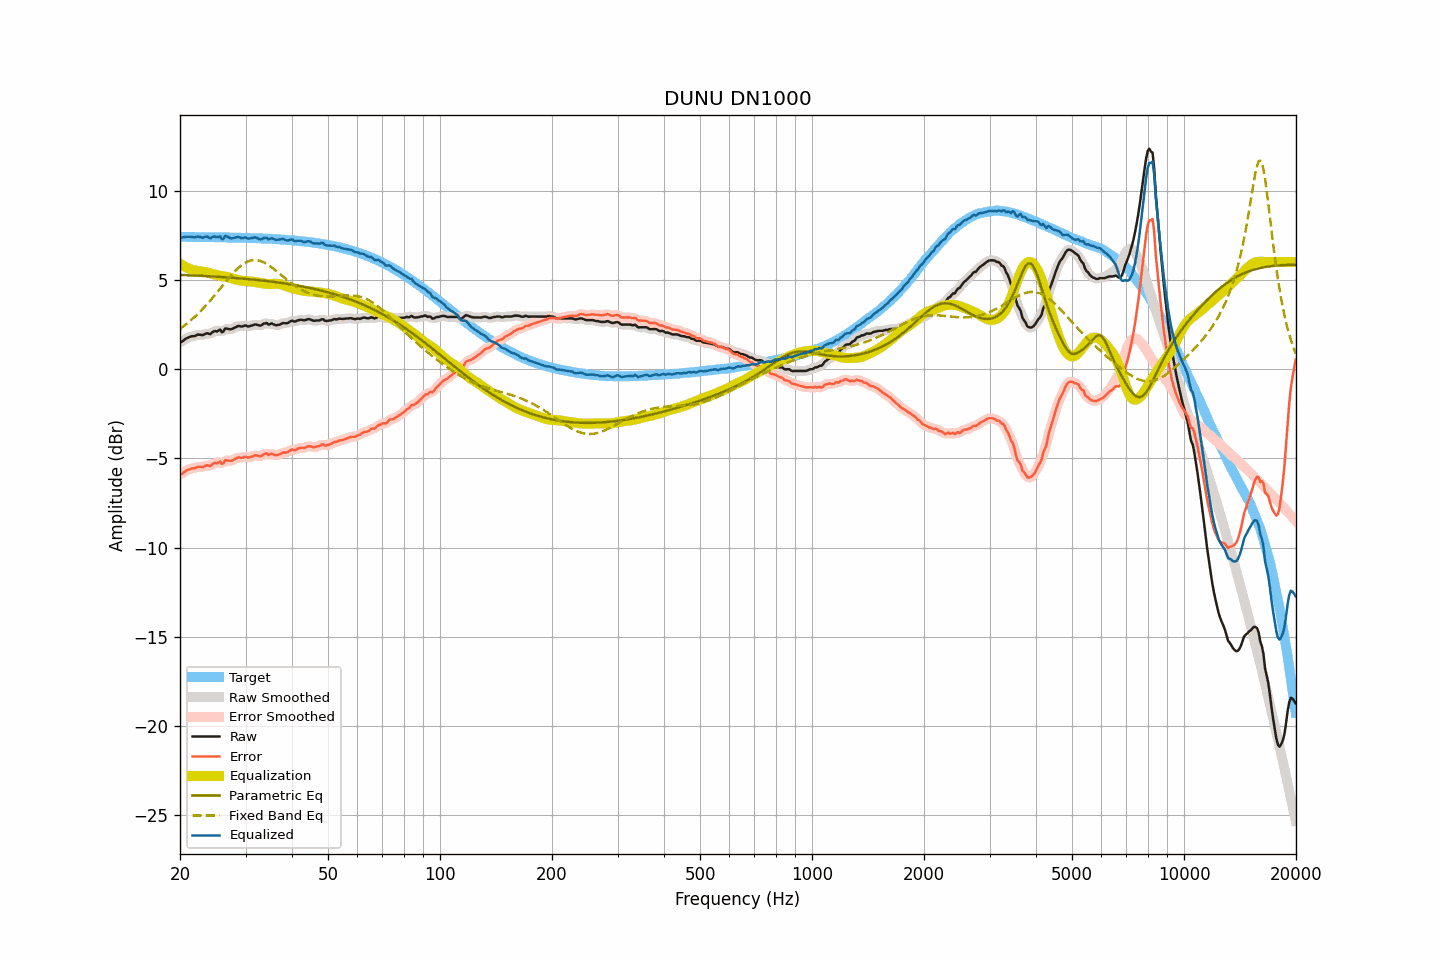 DUNU DN1000
Amplitude (dBr)
10
5
0
−5
−10
−15
−20
−25
Target
Raw Smoothed
Error Smoothed
Raw
Error
Equalization
Parametric Eq
Fixed Band Eq
Equalized
20 50 100 200 500 1000 2000 5000 10000 20000
Frequency (Hz)